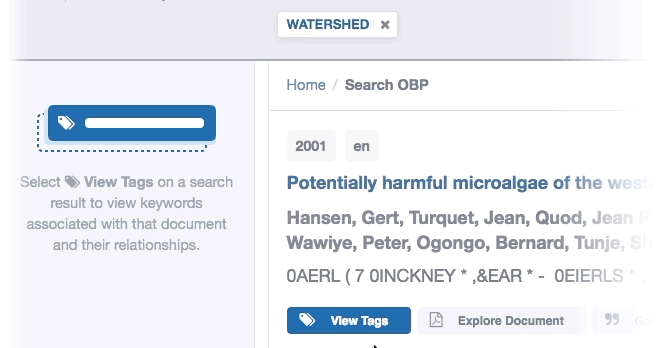 WATERSHED ×
Home / Search OBP
2001 en
Select View Tags on a search
result to view keywords
associated with that document
and their relationships.
Potentially harmful microalgae of the west
Hansen, Gert, Turquet, Jean, Quod, Jean P
Wawiye, Peter, Ogongo, Bernard, Tunje, Sh
0AERL ( 7 0INCKNEY * ,&EAR * - 0EIERLS * ,
View Tags Explore Document